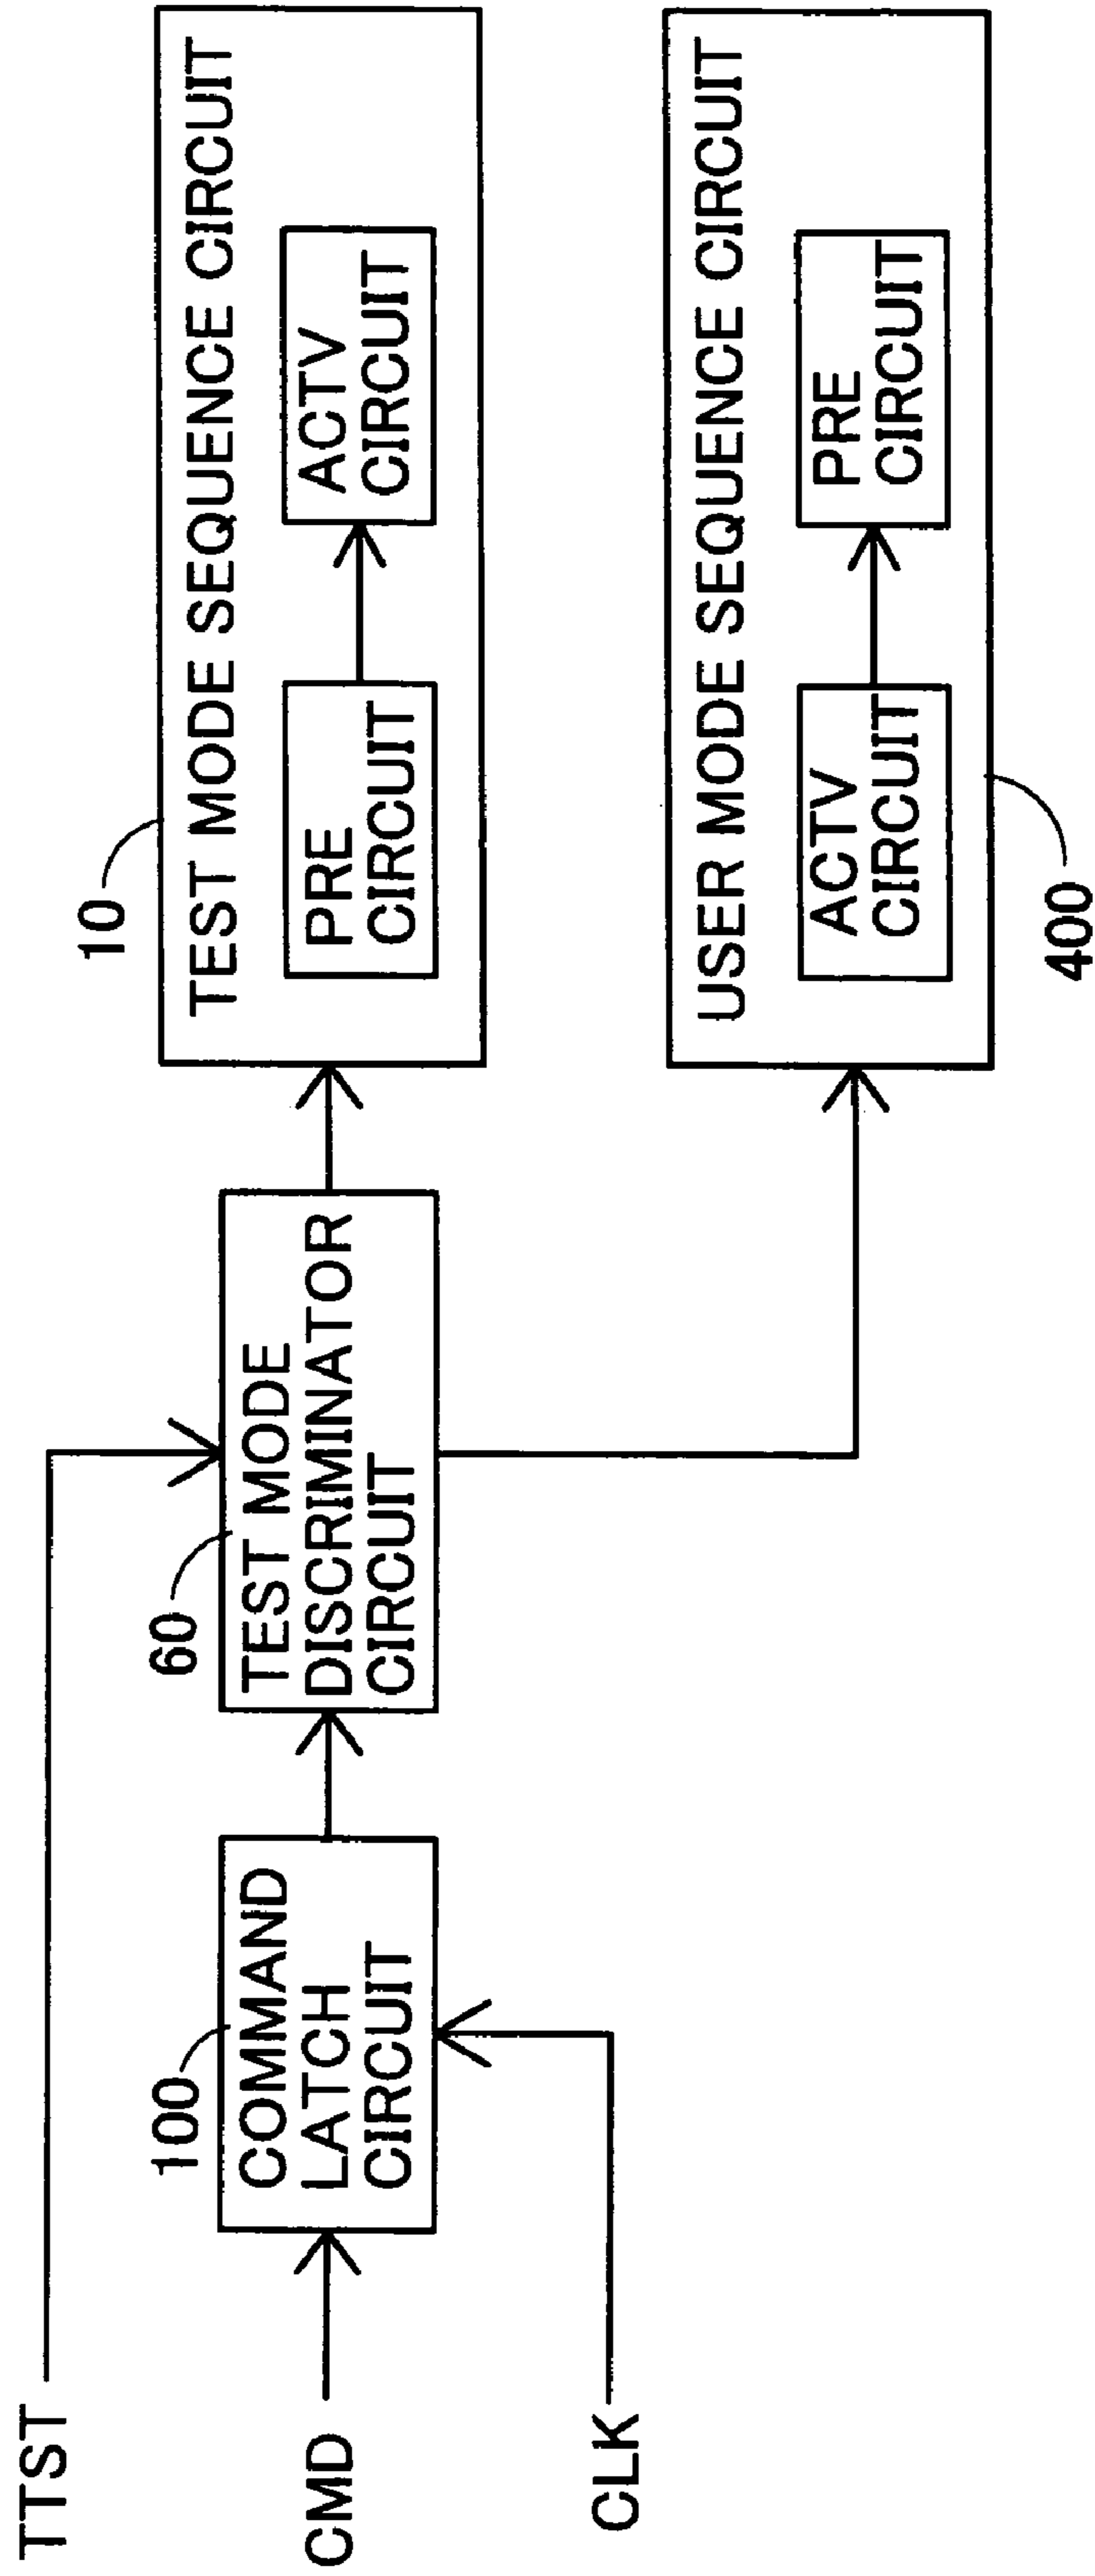 TTST
CMD
CLK
100
COMMAND
LATCH
CIRCUIT
60
TEST MODE
DISCRIMINATOR
CIRCUIT
10
TEST MODE SEQUENCE CIRCUIT
PRE
CIRCUIT
ACTV
CIRCUIT
USER MODE SEQUENCE CIRCUIT
ACTV
CIRCUIT
PRE
CIRCUIT
400